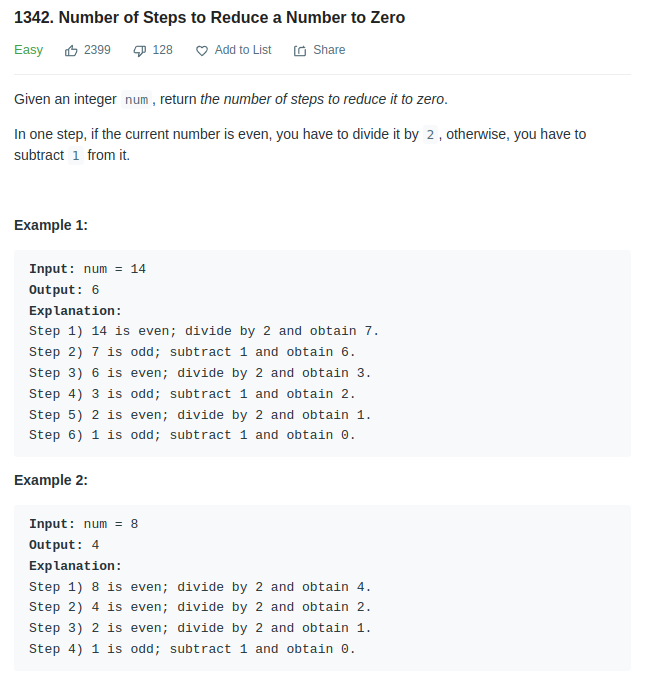 1342. Number of Steps to Reduce a Number to Zero
Easy 2399 128 Add to List Share
Given an integer num , return the number of steps to reduce it to zero.
In one step, if the current number is even, you have to divide it by 2 , otherwise, you have to
subtract 1 from it.
Example 1:
Input: num = 14
Output: 6
Explanation:
Step 1) 14 is even; divide by 2 and obtain 7.
Step 2) 7 is odd; subtract 1 and obtain 6.
Step 3) 6 is even; divide by 2 and obtain 3.
Step 4) 3 is odd; subtract 1 and obtain 2.
Step 5) 2 is even; divide by 2 and obtain 1.
Step 6) 1 is odd; subtract 1 and obtain 0.
Example 2:
Input: num = 8
Output: 4
Explanation:
Step 1) 8 is even; divide by 2 and obtain 4.
Step 2) 4 is even; divide by 2 and obtain 2.
Step 3) 2 is even; divide by 2 and obtain 1.
Step 4) 1 is odd; subtract 1 and obtain 0.